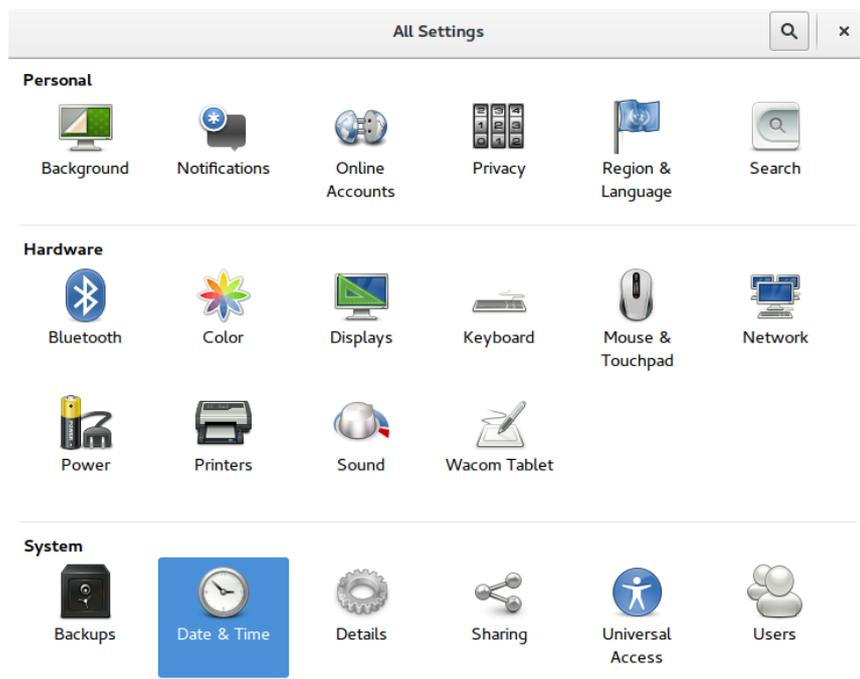 All Settings
Personal
Background
Notifications
Online
Accounts
Privacy
Region &
Language
Search
Hardware
Bluetooth
Color
Displays
Keyboard
Mouse &
Touchpad
Network
Power
Printers
Sound
Wacom Tablet
System
Backups
Date & Time
Details
Sharing
Universal
Access
Users